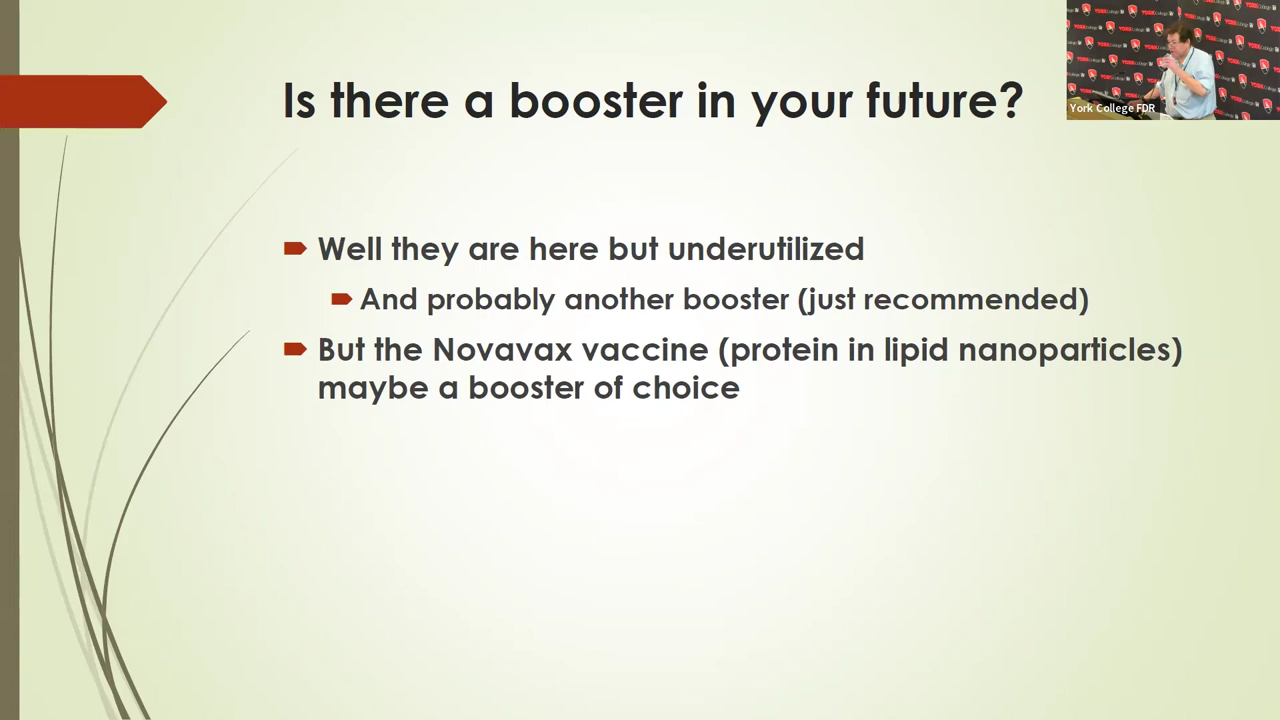 Is there a booster in your future?
York College FDR
Well they are here but underutilized
And probably another booster (just recommended)
But the Novavax vaccine (protein in lipid nanoparticles)
maybe a booster of choice